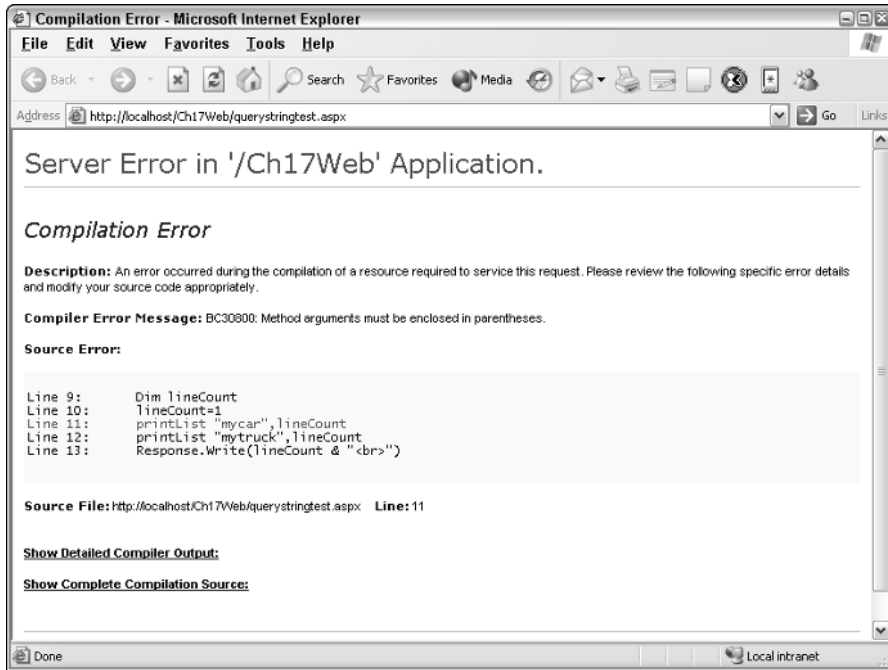 Compilation Error - Microsoft Internet Explorer
File Edit View Favorites Tools Help
Back Search Favorites Media
Address http://localhost/Ch17Web/querystringtest.aspx Go Links
Server Error in '/Ch17Web' Application.
Compilation Error
Description: An error occurred during the compilation of a resource required to service this request. Please review the following specific error details
and modify your source code appropriately.
Compiler Error Message: BC30800: Method arguments must be enclosed in parentheses.
Source Error:
Line 9: Dim lineCount
Line 10: lineCount=1
Line 11: printList "mycar",lineCount
Line 12: printList "mytruck",lineCount
Line 13: Response.Write(lineCount & "<br>")
Source File: http://localhost/Ch17Web/querystringtest.aspx Line: 11
Show Detailed Compiler Output:
Show Complete Compilation Source:
Done Local intranet